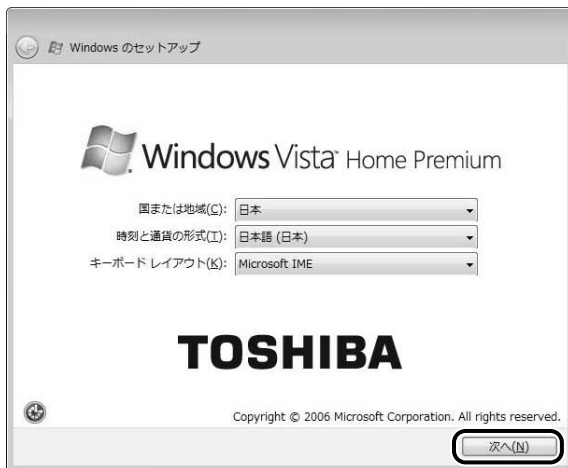 Windows のセットアップ
Windows Vista™ Home Premium
国または地域(C): 日本
時刻と通貨の形式(T): 日本語 (日本)
キーボード レイアウト(K): Microsoft IME
TOSHIBA
Copyright © 2006 Microsoft Corporation. All rights reserved.
次へ(N)